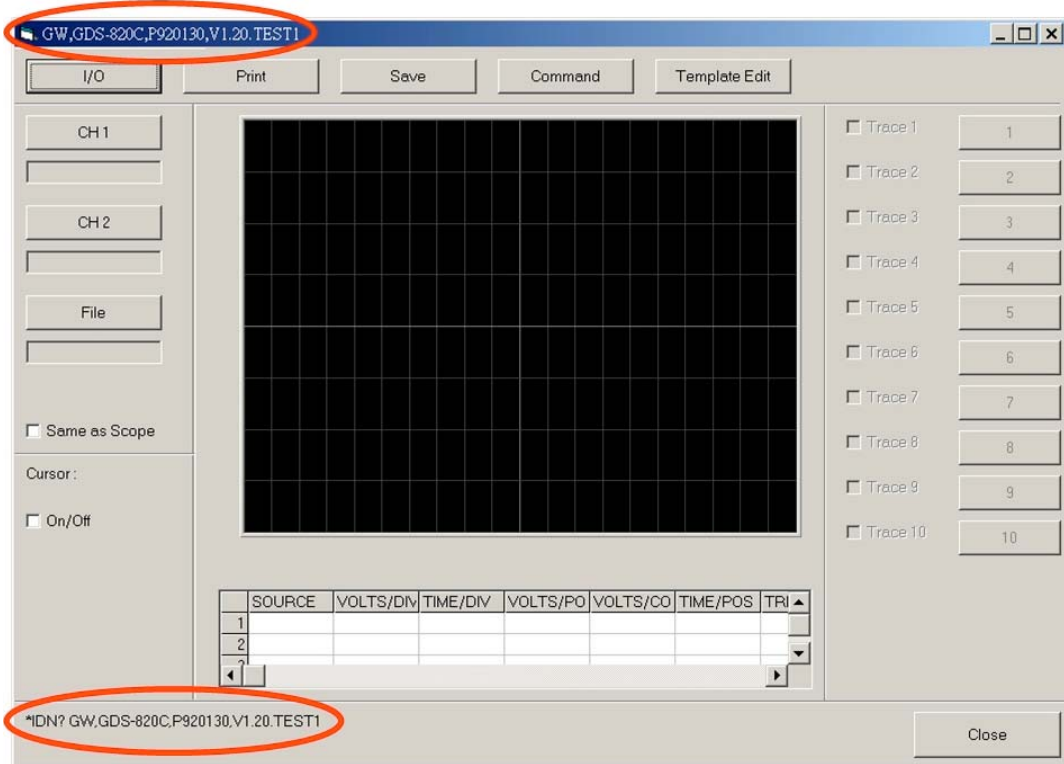 GW,GDS-820C,P920130,V1.20.TEST1
I/O Print Save Command Template Edit
CH 1
CH 2
File
Same as Scope
Cursor :
On/Off
Trace 1 1
Trace 2 2
Trace 3 3
Trace 4 4
Trace 5 5
Trace 6 6
Trace 7 7
Trace 8 8
Trace 9 9
Trace 10 10
SOURCE VOLTS/DIV TIME/DIV VOLTS/PO VOLTS/CO TIME/POS TRI
1
2
*IDN? GW,GDS-820C,P920130,V1.20.TEST1
Close